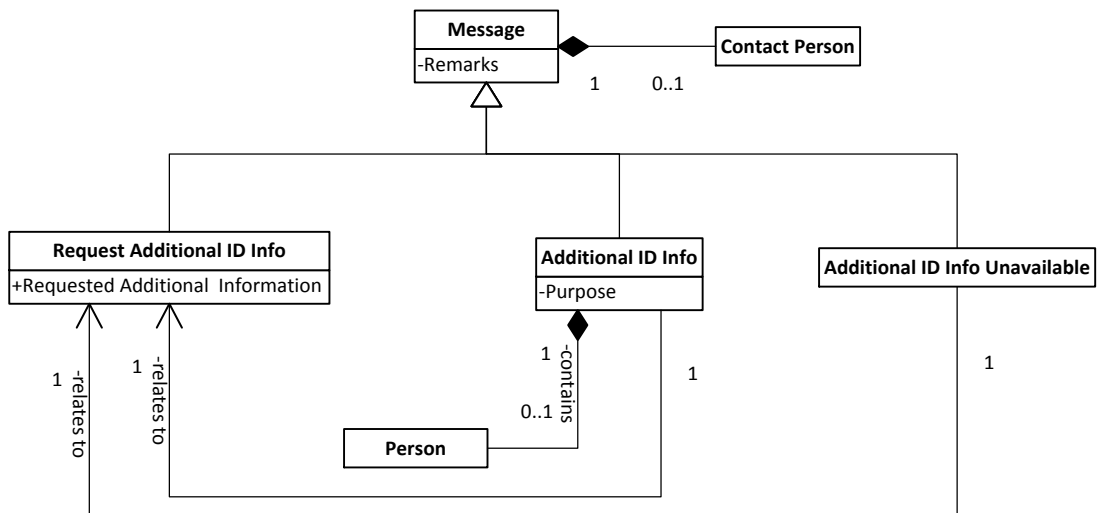 Message
-Remarks
Contact Person
1
0..1
Request Additional ID Info
+Requested Additional  Information
Additional ID Info
-Purpose
Additional ID Info Unavailable
1
-relates to
1
-relates to
1
-contains
0..1
1
1
Person